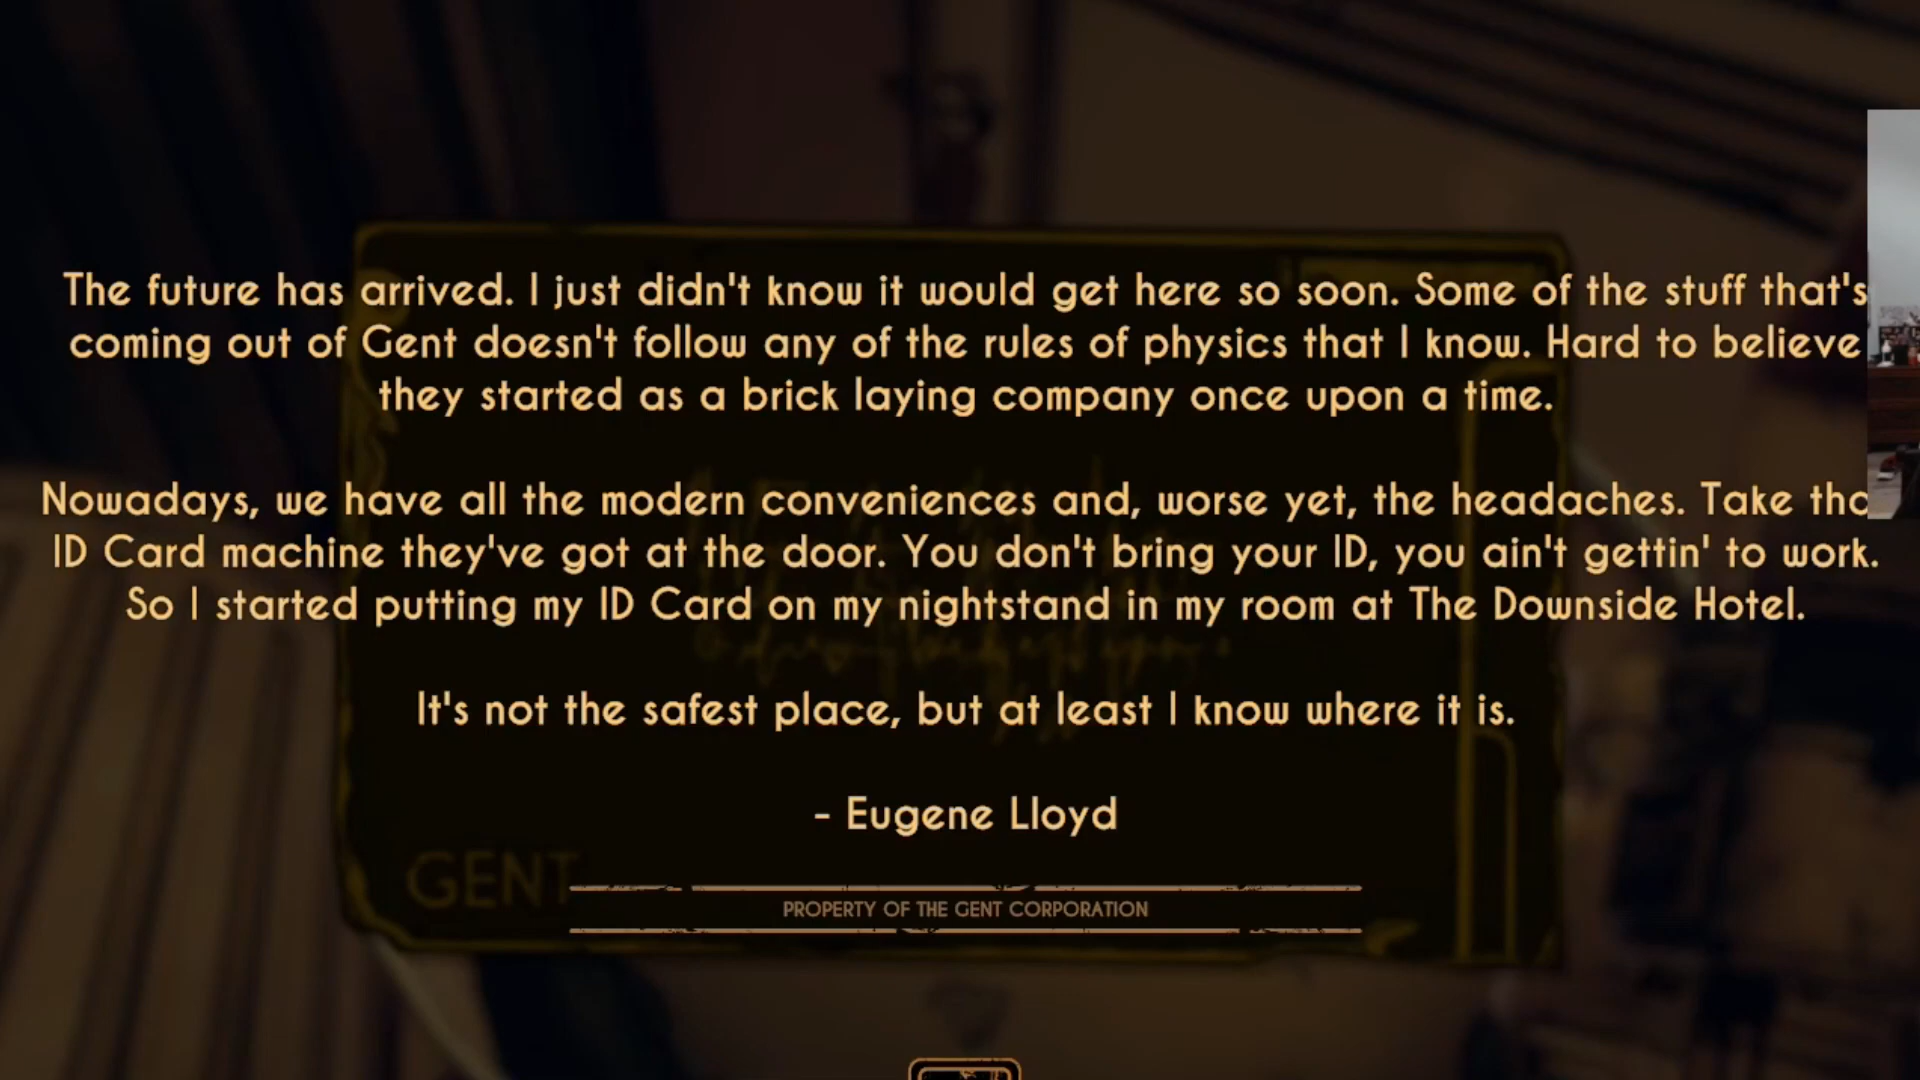 The future has arrived. I just didn't know it would get here so soon. Some of the stuff that's
coming out of Gent doesn't follow any of the rules of physics that I know. Hard to believe
they started as a brick laying company once upon a time.
Nowadays, we have all the modern conveniences and, worse yet, the headaches. Take
ID Card machine they've got at the door. You don't bring your ID, you ain't gettin' to work.
So I started putting my ID Card on my nightstand in my room at The Downside Hotel.
It's not the safest place, but at least I know where it is.
- Eugene Lloyd
GENT
PROPERTY OF THE GENT CORPORATION